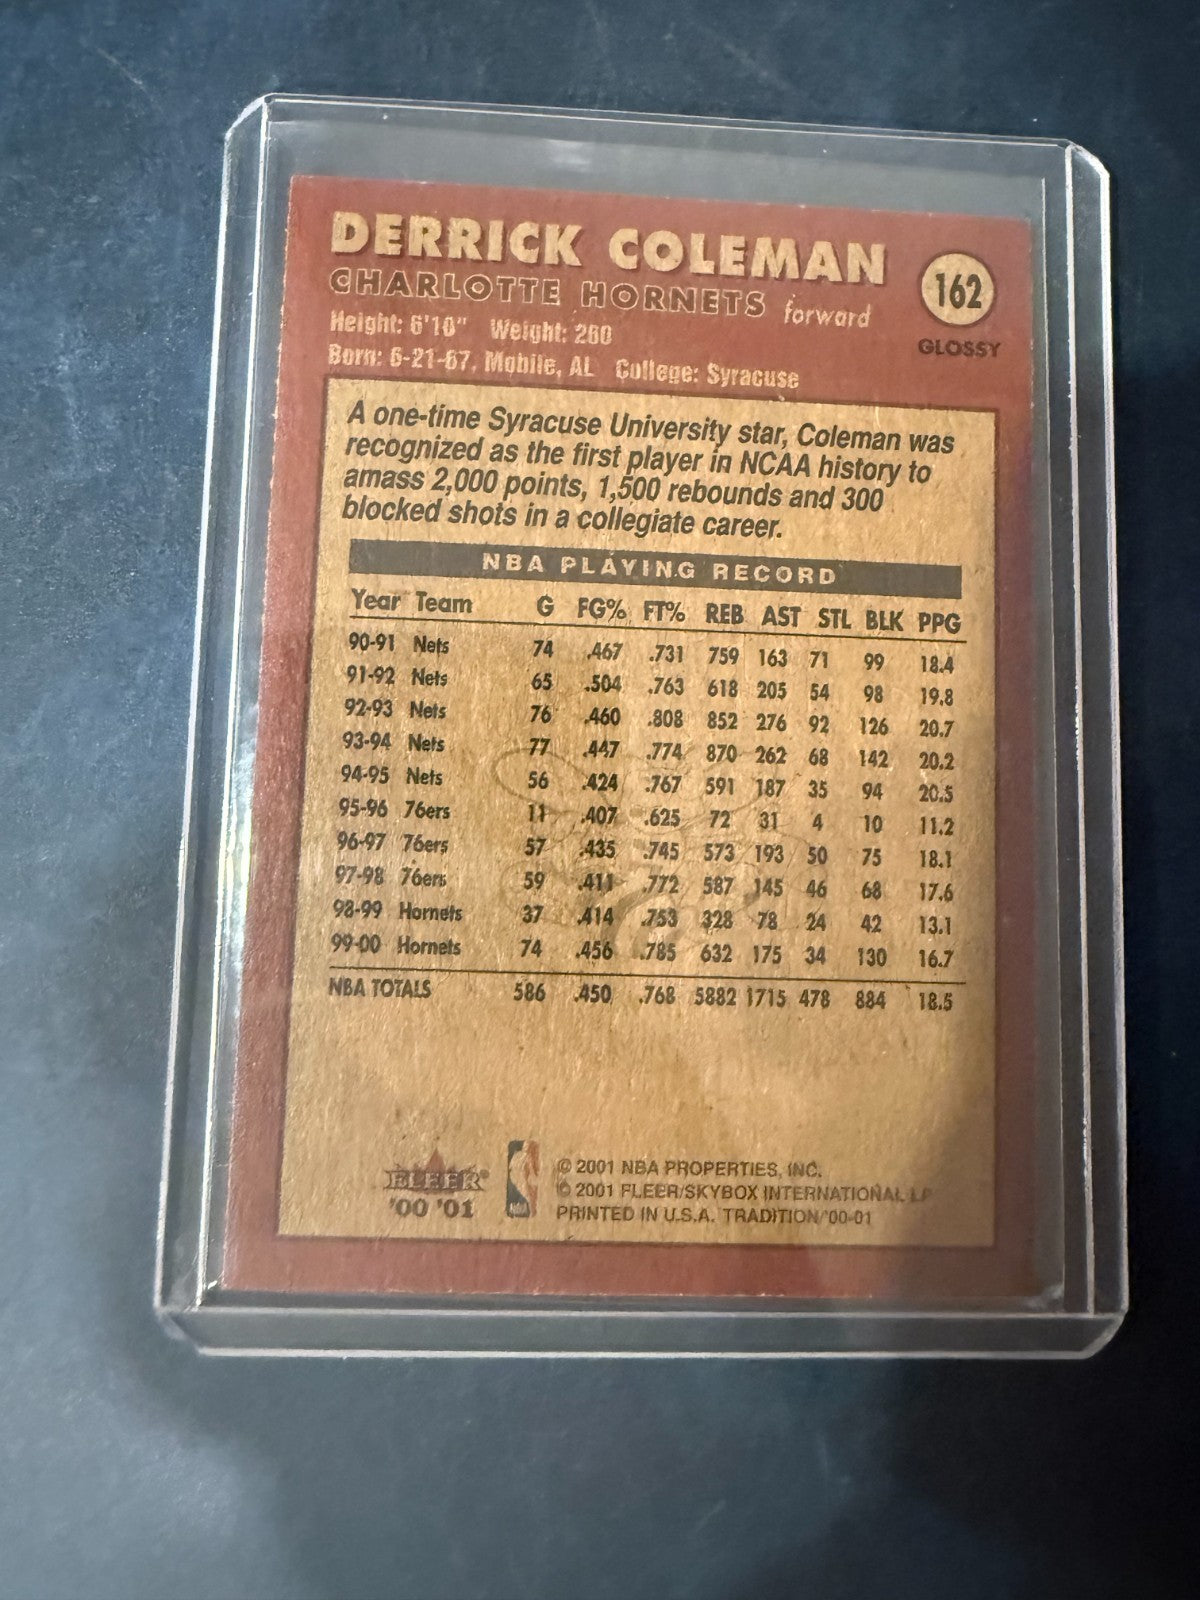 DERRICK COLEMAN
162
CHARLOTTE HORNETS forward
GLOSSY
Height: 6'10" Weight: 260
Born: 6-21-67, Mobile, AL College: Syracuse
A one-time Syracuse University star, Coleman was
recognized as the first player in NCAA history to
amass 2,000 points, 1,500 rebounds and 300
blocked shots in a collegiate career.
NBA PLAYING RECORD
Year Team G FG% FT% REB AST STL BLK PPG
90-91 Nets 74 .467 .731 759 163 71 99 18.4
91-92 Nets 65 .504 .763 618 205 54 98 19.8
92-93 Nets 76 .460 .808 852 276 92 126 20.7
93-94 Nets 77 .447 .774 870 262 68 142 20.2
94-95 Nets 56 .424 .767 591 187 35 94 20.5
95-96 76ers 11 .407 .625 72 31 4 10 11.2
96-97 76ers 57 .435 .745 573 193 50 75 18.1
97-98 76ers 59 .411 .772 587 145 46 68 17.6
98-99 Hornets 37 .414 .753 328 78 24 42 13.1
99-00 Hornets 74 .456 .785 632 175 34 130 16.7
NBA TOTALS 586 .450 .768 5882 1715 478 884 18.5
FLEER®
'00 '01
NBA
© 2001 NBA PROPERTIES, INC.
© 2001 FLEER/SKYBOX INTERNATIONAL LP
PRINTED IN U.S.A. TRADITION/'00-01